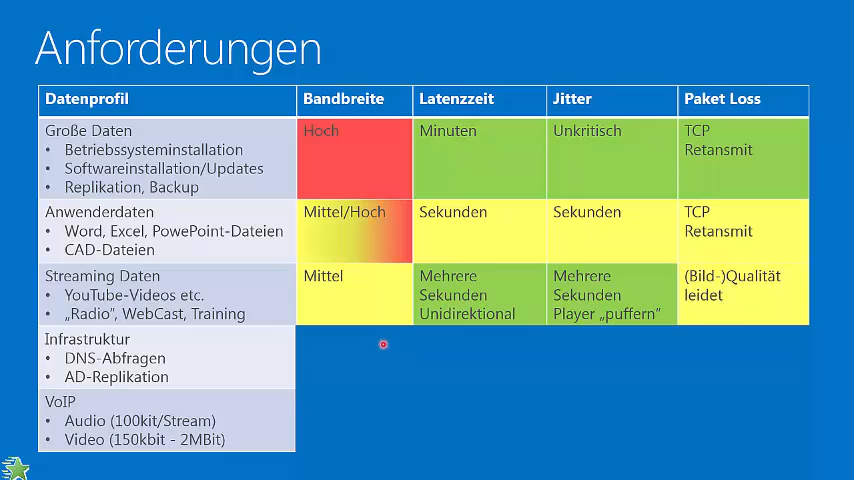 Anforderungen
Datenprofil Bandbreite Latenzzeit Jitter Paket Loss
Große Daten
• Betriebssysteminstallation
• Softwareinstallation/Updates
• Replikation, Backup
Hoch
Minuten
Unkritisch
TCP
Retansmit
Anwenderdaten
• Word, Excel, PowePoint-Dateien
• CAD-Dateien
Mittel/Hoch
Sekunden
Sekunden
TCP
Retansmit
Streaming Daten
• YouTube-Videos etc.
• „Radio", WebCast, Training
Mittel
Mehrere
Sekunden
Unidirektional
Mehrere
Sekunden
Player „puffern"
(Bild-)Qualität
leidet
Infrastruktur
• DNS-Abfragen
• AD-Replikation
VoIP
• Audio (100kit/Stream)
• Video (150kbit - 2MBit)